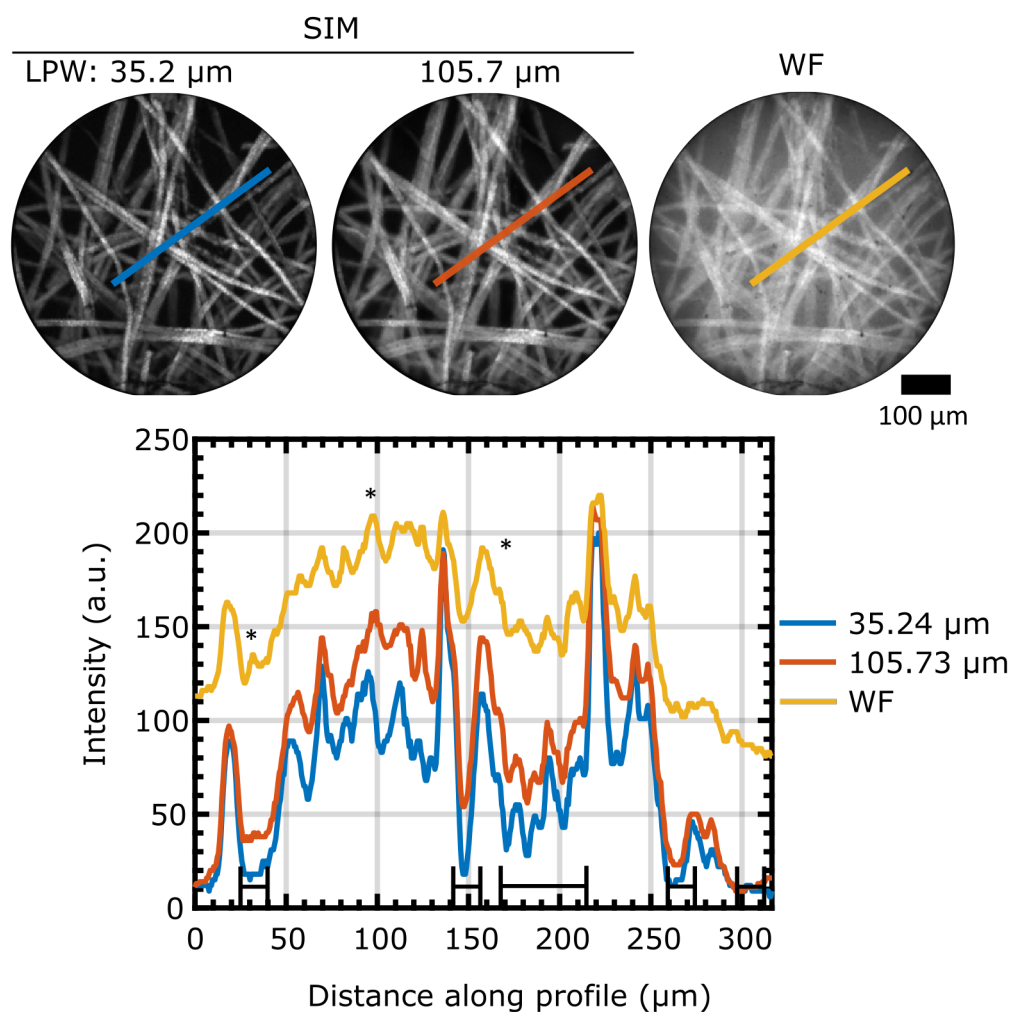 SIM
LPW: 35.2 μm
105.7 μm
WF
100 μm
*
*
*
250
200
150
100
50
0
Intensity (a.u.)
0 50 100 150 200 250 300
Distance along profile (μm)
35.24 μm
105.73 μm
WF